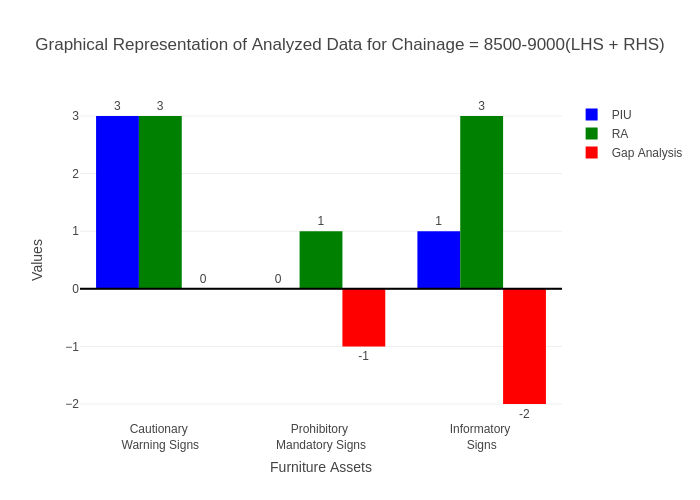 Graphical Representation of Analyzed Data for Chainage = 8500-9000(LHS + RHS)
3 3 0
0 1 -1
1 3 -2
3
2
1
0
−1
−2
Values
Cautionary
Warning Signs
Prohibitory
Mandatory Signs
Informatory
Signs
Furniture Assets
PIU
RA
Gap Analysis